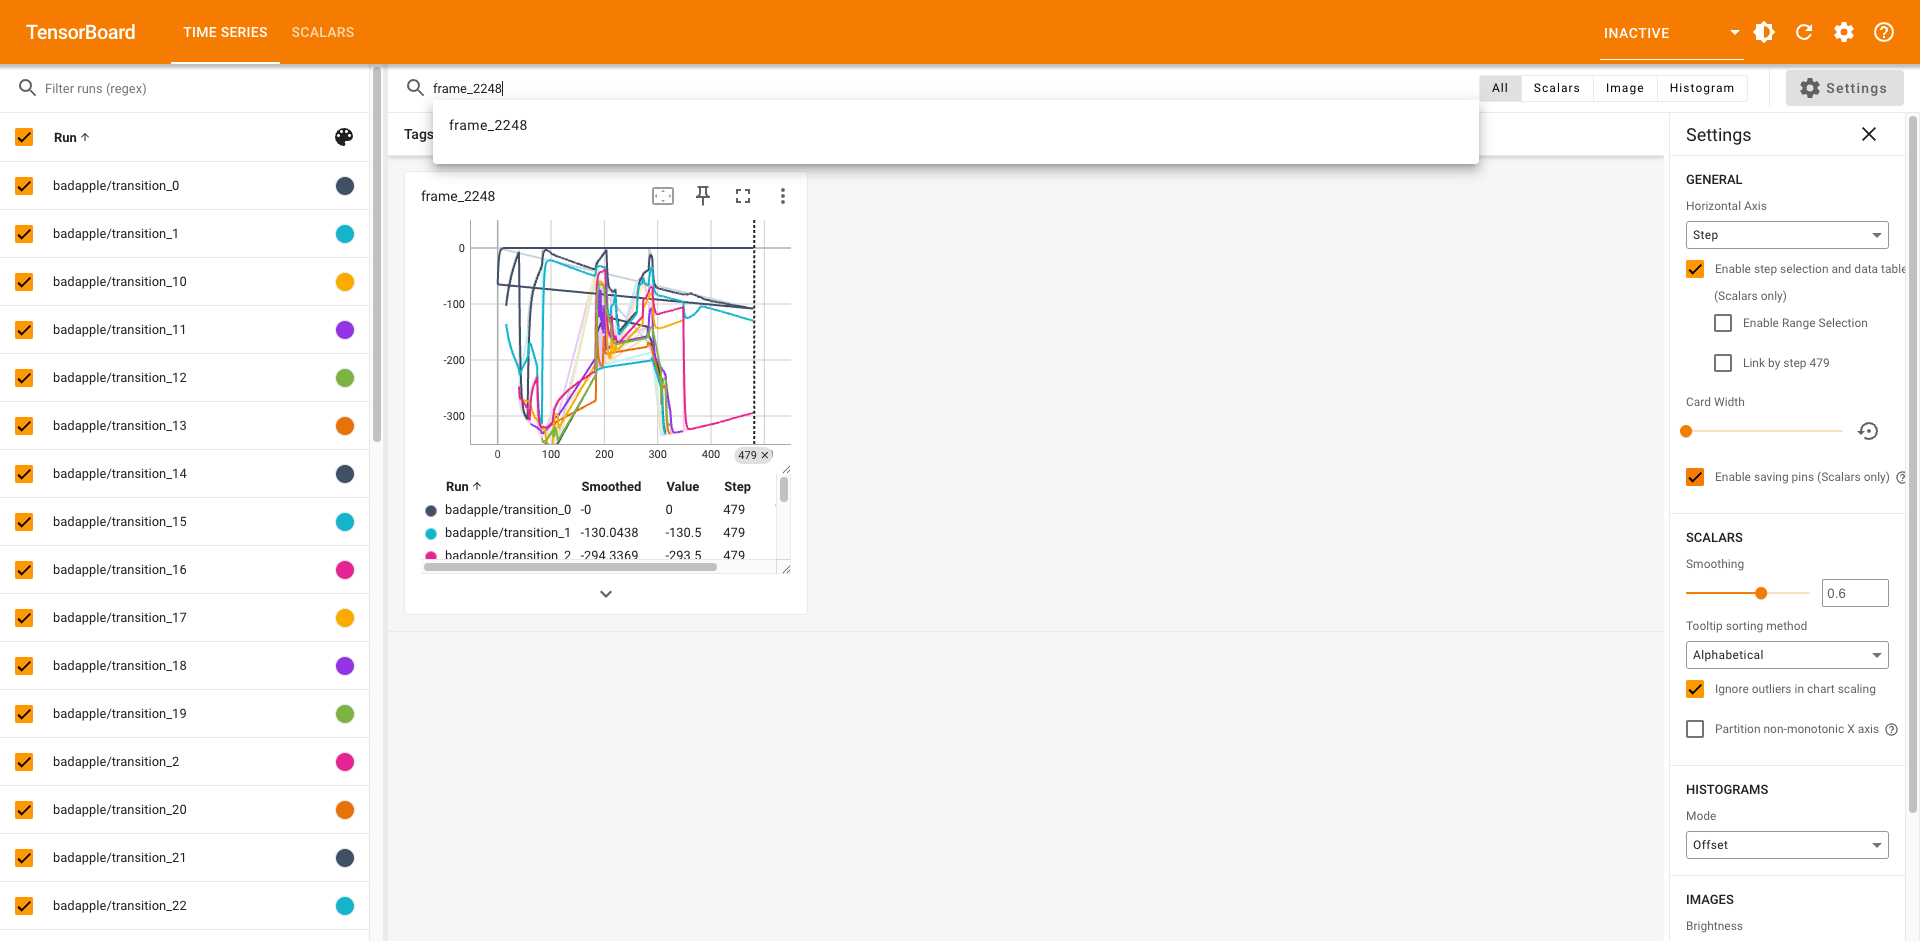 TensorBoard
TIME SERIES
SCALARS
INACTIVE
Filter runs (regex)
frame_2248
All
Scalars
Image
Histogram
Settings
frame_2248
Run
Tags
Settings
badapple/transition_0
badapple/transition_1
badapple/transition_10
badapple/transition_11
badapple/transition_12
badapple/transition_13
badapple/transition_14
badapple/transition_15
badapple/transition_16
badapple/transition_17
badapple/transition_18
badapple/transition_19
badapple/transition_2
badapple/transition_20
badapple/transition_21
badapple/transition_22
frame_2248
0
-100
-200
-300
0 100 200 300 400 479
Run Smoothed Value Step
badapple/transition_0 -0 0 479
badapple/transition_1 -130.0438 -130.5 479
badapple/transition_2 -294.3369 -293.5 479
GENERAL
Horizontal Axis
Step
Enable step selection and data table
(Scalars only)
Enable Range Selection
Link by step 479
Card Width
Enable saving pins (Scalars only)
SCALARS
Smoothing
0.6
Tooltip sorting method
Alphabetical
Ignore outliers in chart scaling
Partition non-monotonic X axis
HISTOGRAMS
Mode
Offset
IMAGES
Brightness